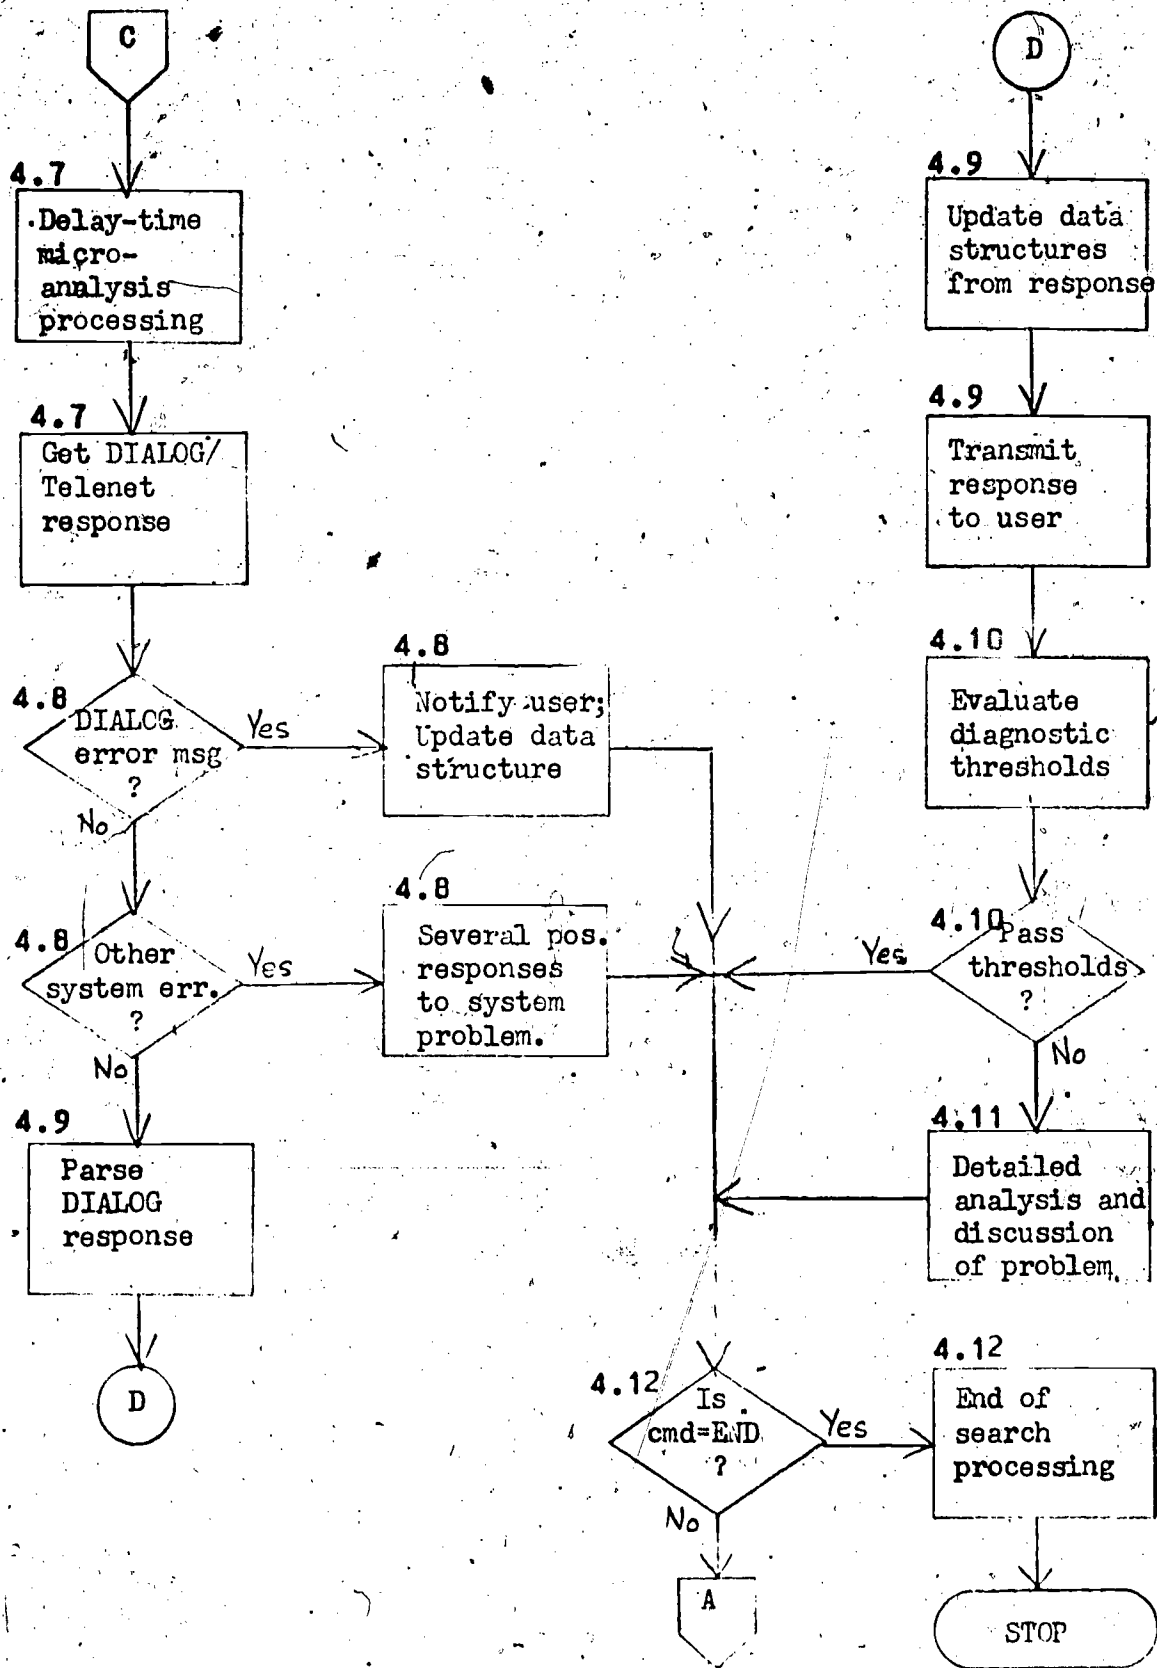 C
4.7
Delay-time
micro-
analysis
processing
4.7
Get DIALOG/
Telenet
response
4.8
DIALOG
error msg
?
Yes
No
4.8
Notify user;
Update data
structure
4.8
Other
system err.
?
Yes
No
4.8
Several pos.
responses
to system
problem.
4.9
Parse
DIALOG
response
D
D
4.9
Update data
structures
from response
4.9
Transmit
response
to user
4.10
Evaluate
diagnostic
thresholds
4.10
Pass
thresholds
?
Yes
No
4.11
Detailed
analysis and
discussion
of problem.
4.12
Is
cmd=END
?
Yes
No
A
4.12
End of
search
processing
STOP